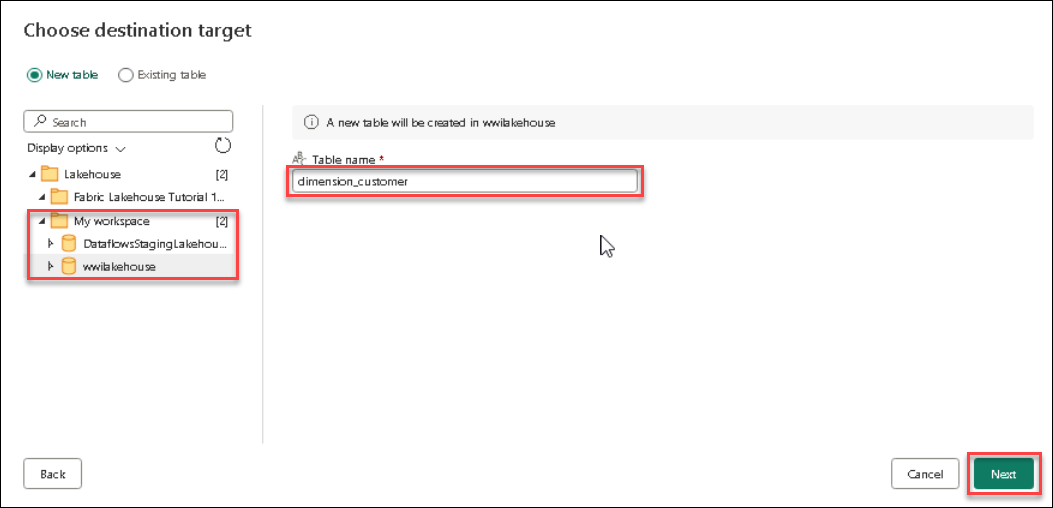 Choose destination target
New table
Existing table
Search
Display options
Lakehouse [2]
Fabric Lakehouse Tutorial 1...
My workspace [2]
DataflowsStagingLakehou...
wwilakehouse
A new table will be created in wwilakehouse
Table name *
dimension_customer
Back
Cancel
Next